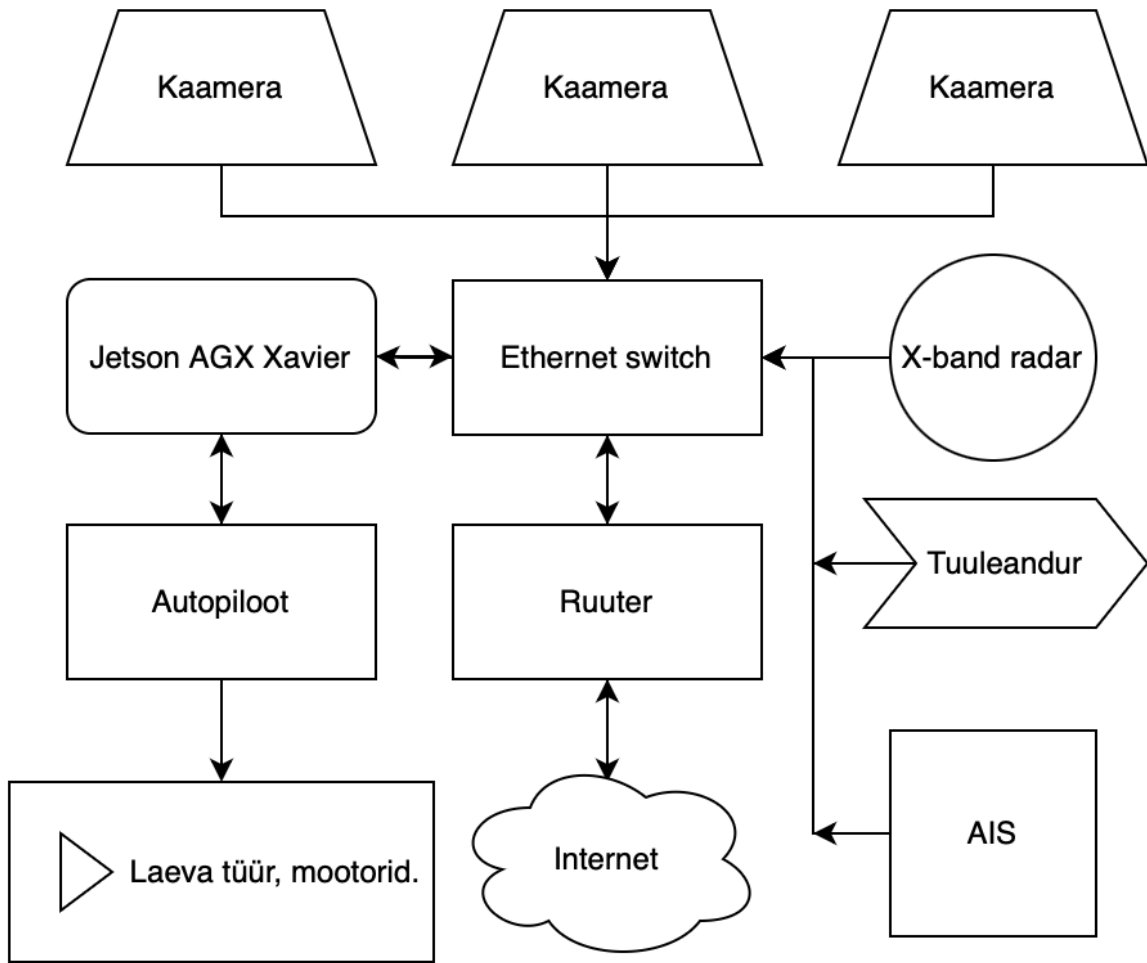 Kaamera
Kaamera
Kaamera
Jetson AGX Xavier
Ethernet switch
X-band radar
Tuuleandur
Autopiloot
Ruuter
AIS
Laeva tüür, mootorid.
Internet